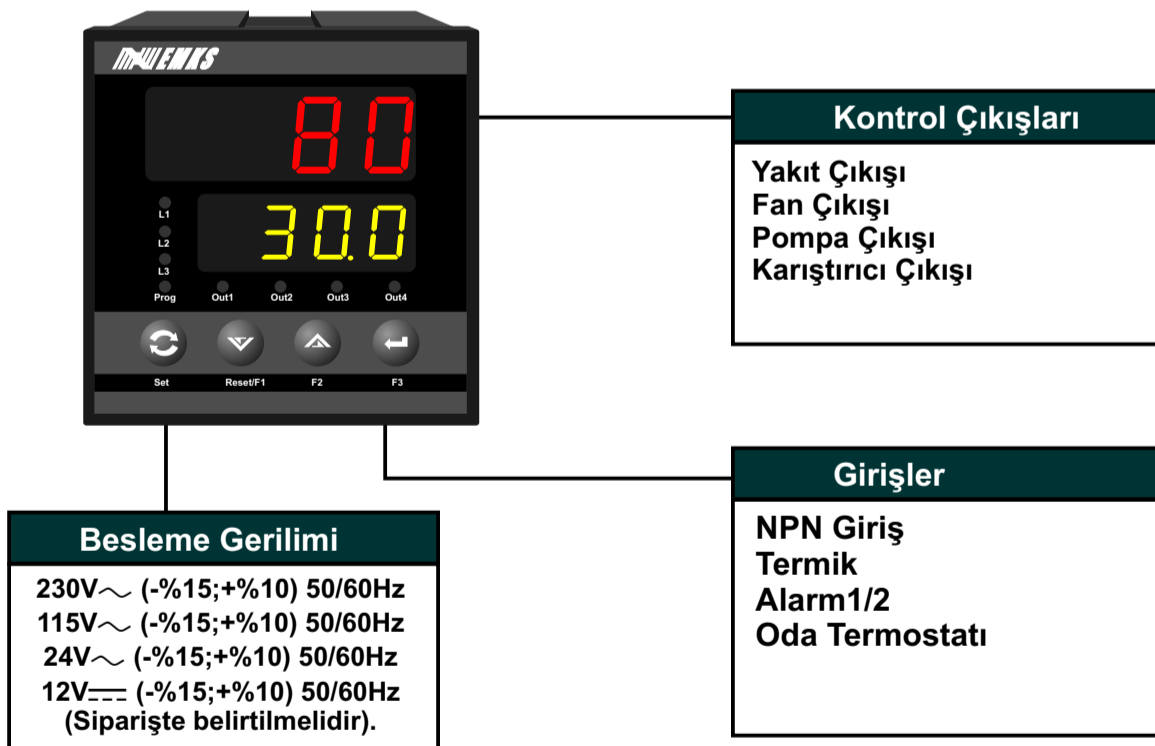 EMKS
80
30.0
L1
L2
L3
Prog Out1 Out2 Out3 Out4
Set Reset/F1 F2 F3
Kontrol Çıkışları
Yakıt Çıkışı
Fan Çıkışı
Pompa Çıkışı
Karıştırıcı Çıkışı
Girişler
NPN Giriş
Termik
Alarm1/2
Oda Termostatı
Besleme Gerilimi
230V⏦ (-%15;+%10) 50/60Hz
115V⏦ (-%15;+%10) 50/60Hz
24V⏦ (-%15;+%10) 50/60Hz
12V⎓ (-%15;+%10) 50/60Hz
(Siparişte belirtilmelidir).